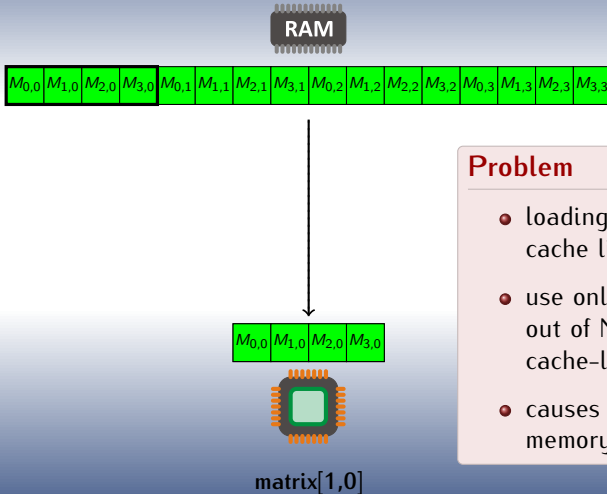 RAM
M0,0 M1,0 M2,0 M3,0 M0,1 M1,1 M2,1 M3,1 M0,2 M1,2 M2,2 M3,2 M0,3 M1,3 M2,3 M3,3
Problem
loading
cache l
use onl
out of N
cache-l
causes
memory
M0,0 M1,0 M2,0 M3,0
matrix[1,0]